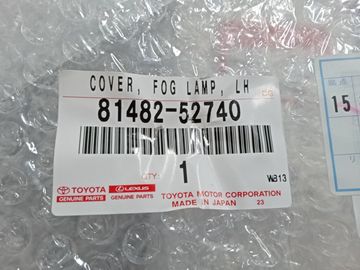 COVER, FOG LAMP, LH
81482-52740
QTY:
1
WB13
TOYOTA
GENUINE PARTS
LEXUS
GENUINE PARTS
TOYOTA MOTOR CORPORATION
MADE IN JAPAN 23
15